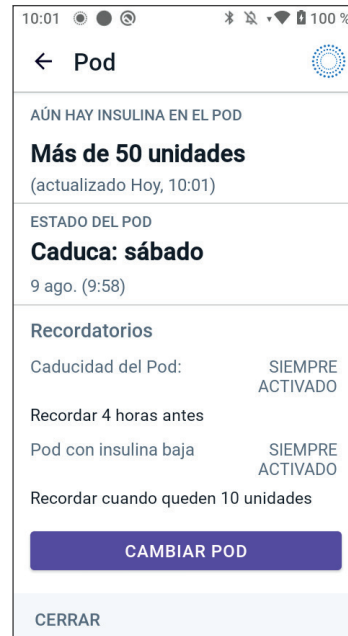 10:01 100 %
Pod
AÚN HAY INSULINA EN EL POD
Más de 50 unidades
(actualizado Hoy, 10:01)
ESTADO DEL POD
Caduca: sábado
9 ago. (9:58)
Recordatorios
Caducidad del Pod: SIEMPRE
ACTIVADO
Recordar 4 horas antes
Pod con insulina baja SIEMPRE
ACTIVADO
Recordar cuando queden 10 unidades
CAMBIAR POD
CERRAR